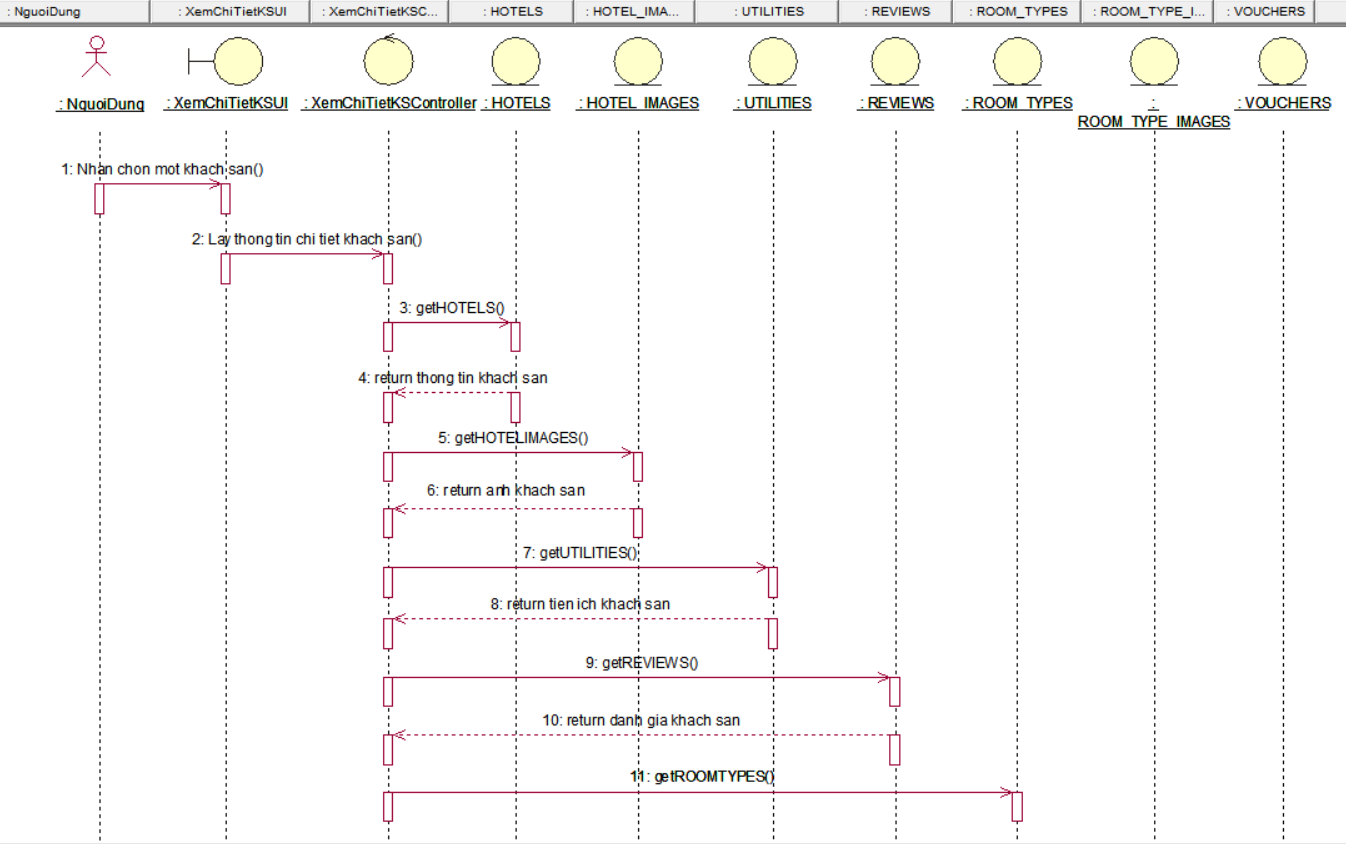 : NguoiDung
: XemChiTietKSUI
: XemChiTietKSC...
: HOTELS
: HOTEL_IMA...
: UTILITIES
: REVIEWS
: ROOM_TYPES
: ROOM_TYPE_I...
: VOUCHERS
: NguoiDung
: XemChiTietKSUI
: XemChiTietKSController
: HOTELS
: HOTEL_IMAGES
: UTILITIES
: REVIEWS
: ROOM_TYPES
:
ROOM_TYPE_IMAGES
: VOUCHERS
1: Nhan chon mot khach san()
2: Lay thong tin chi tiet khach san()
3: getHOTELS()
4: return thong tin khach san
5: getHOTELIMAGES()
6: return anh khach san
7: getUTILITIES()
8: return tien ich khach san
9: getREVIEWS()
10: return danh gia khach san
11: getROOMTYPES()